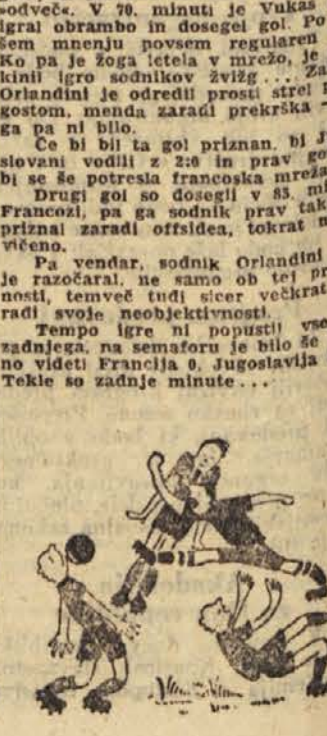 »odveč«. V 70. minuti je Vukas
igral obrambo in dosegel gol. Po
šem mnenju povsem regularen
Ko pa je žoga letela v mrežo, je
kinil igro sodnikov žvižg ... Za
Orlandini je odredil prosti strel
gostom, menda zaradi prekrška
ga pa ni bilo.
Če bi bil ta gol priznan, bi J
slovani vodili z 2:0 in prav go
bi se še potresla francoska mreža
Drugi gol so dosegli v 83. mi
Francozi, pa ga sodnik prav tak
priznal zaradi offsidea, tokrat
vičeno.
Pa vendar, sodnik Orlandini
je razočaral, ne samo ob tej pr
nosti, temveč tudi sicer večkrat
radi svoje neobjektivnosti.
Tempo igre ni popustil vse
zadnjega, na semaforu je bilo še
no videti Francija 0, Jugoslavija
Tekle so zadnje minute ...